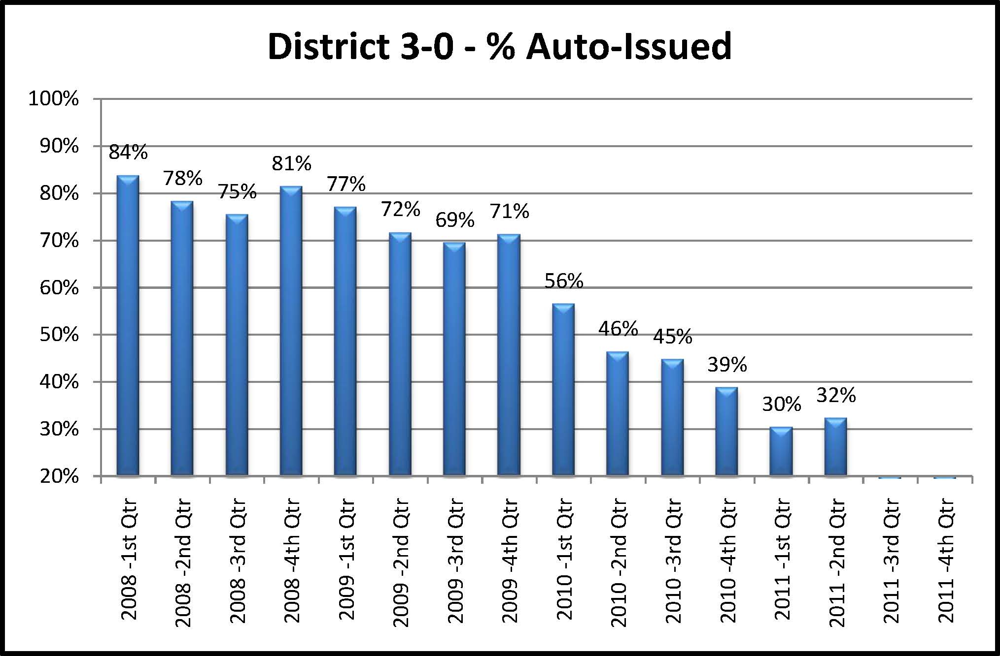 District 3-0 - % Auto-Issued
100%
90%
80%
70%
60%
50%
40%
30%
20%
84%
78%
75%
81%
77%
72%
69%
71%
56%
46%
45%
39%
30%
32%
2008 -1st Qtr
2008 -2nd Qtr
2008 -3rd Qtr
2008 -4th Qtr
2009 -1st Qtr
2009 -2nd Qtr
2009 -3rd Qtr
2009 -4th Qtr
2010 -1st Qtr
2010 -2nd Qtr
2010 -3rd Qtr
2010 -4th Qtr
2011 -1st Qtr
2011 -2nd Qtr
2011 -3rd Qtr
2011 -4th Qtr